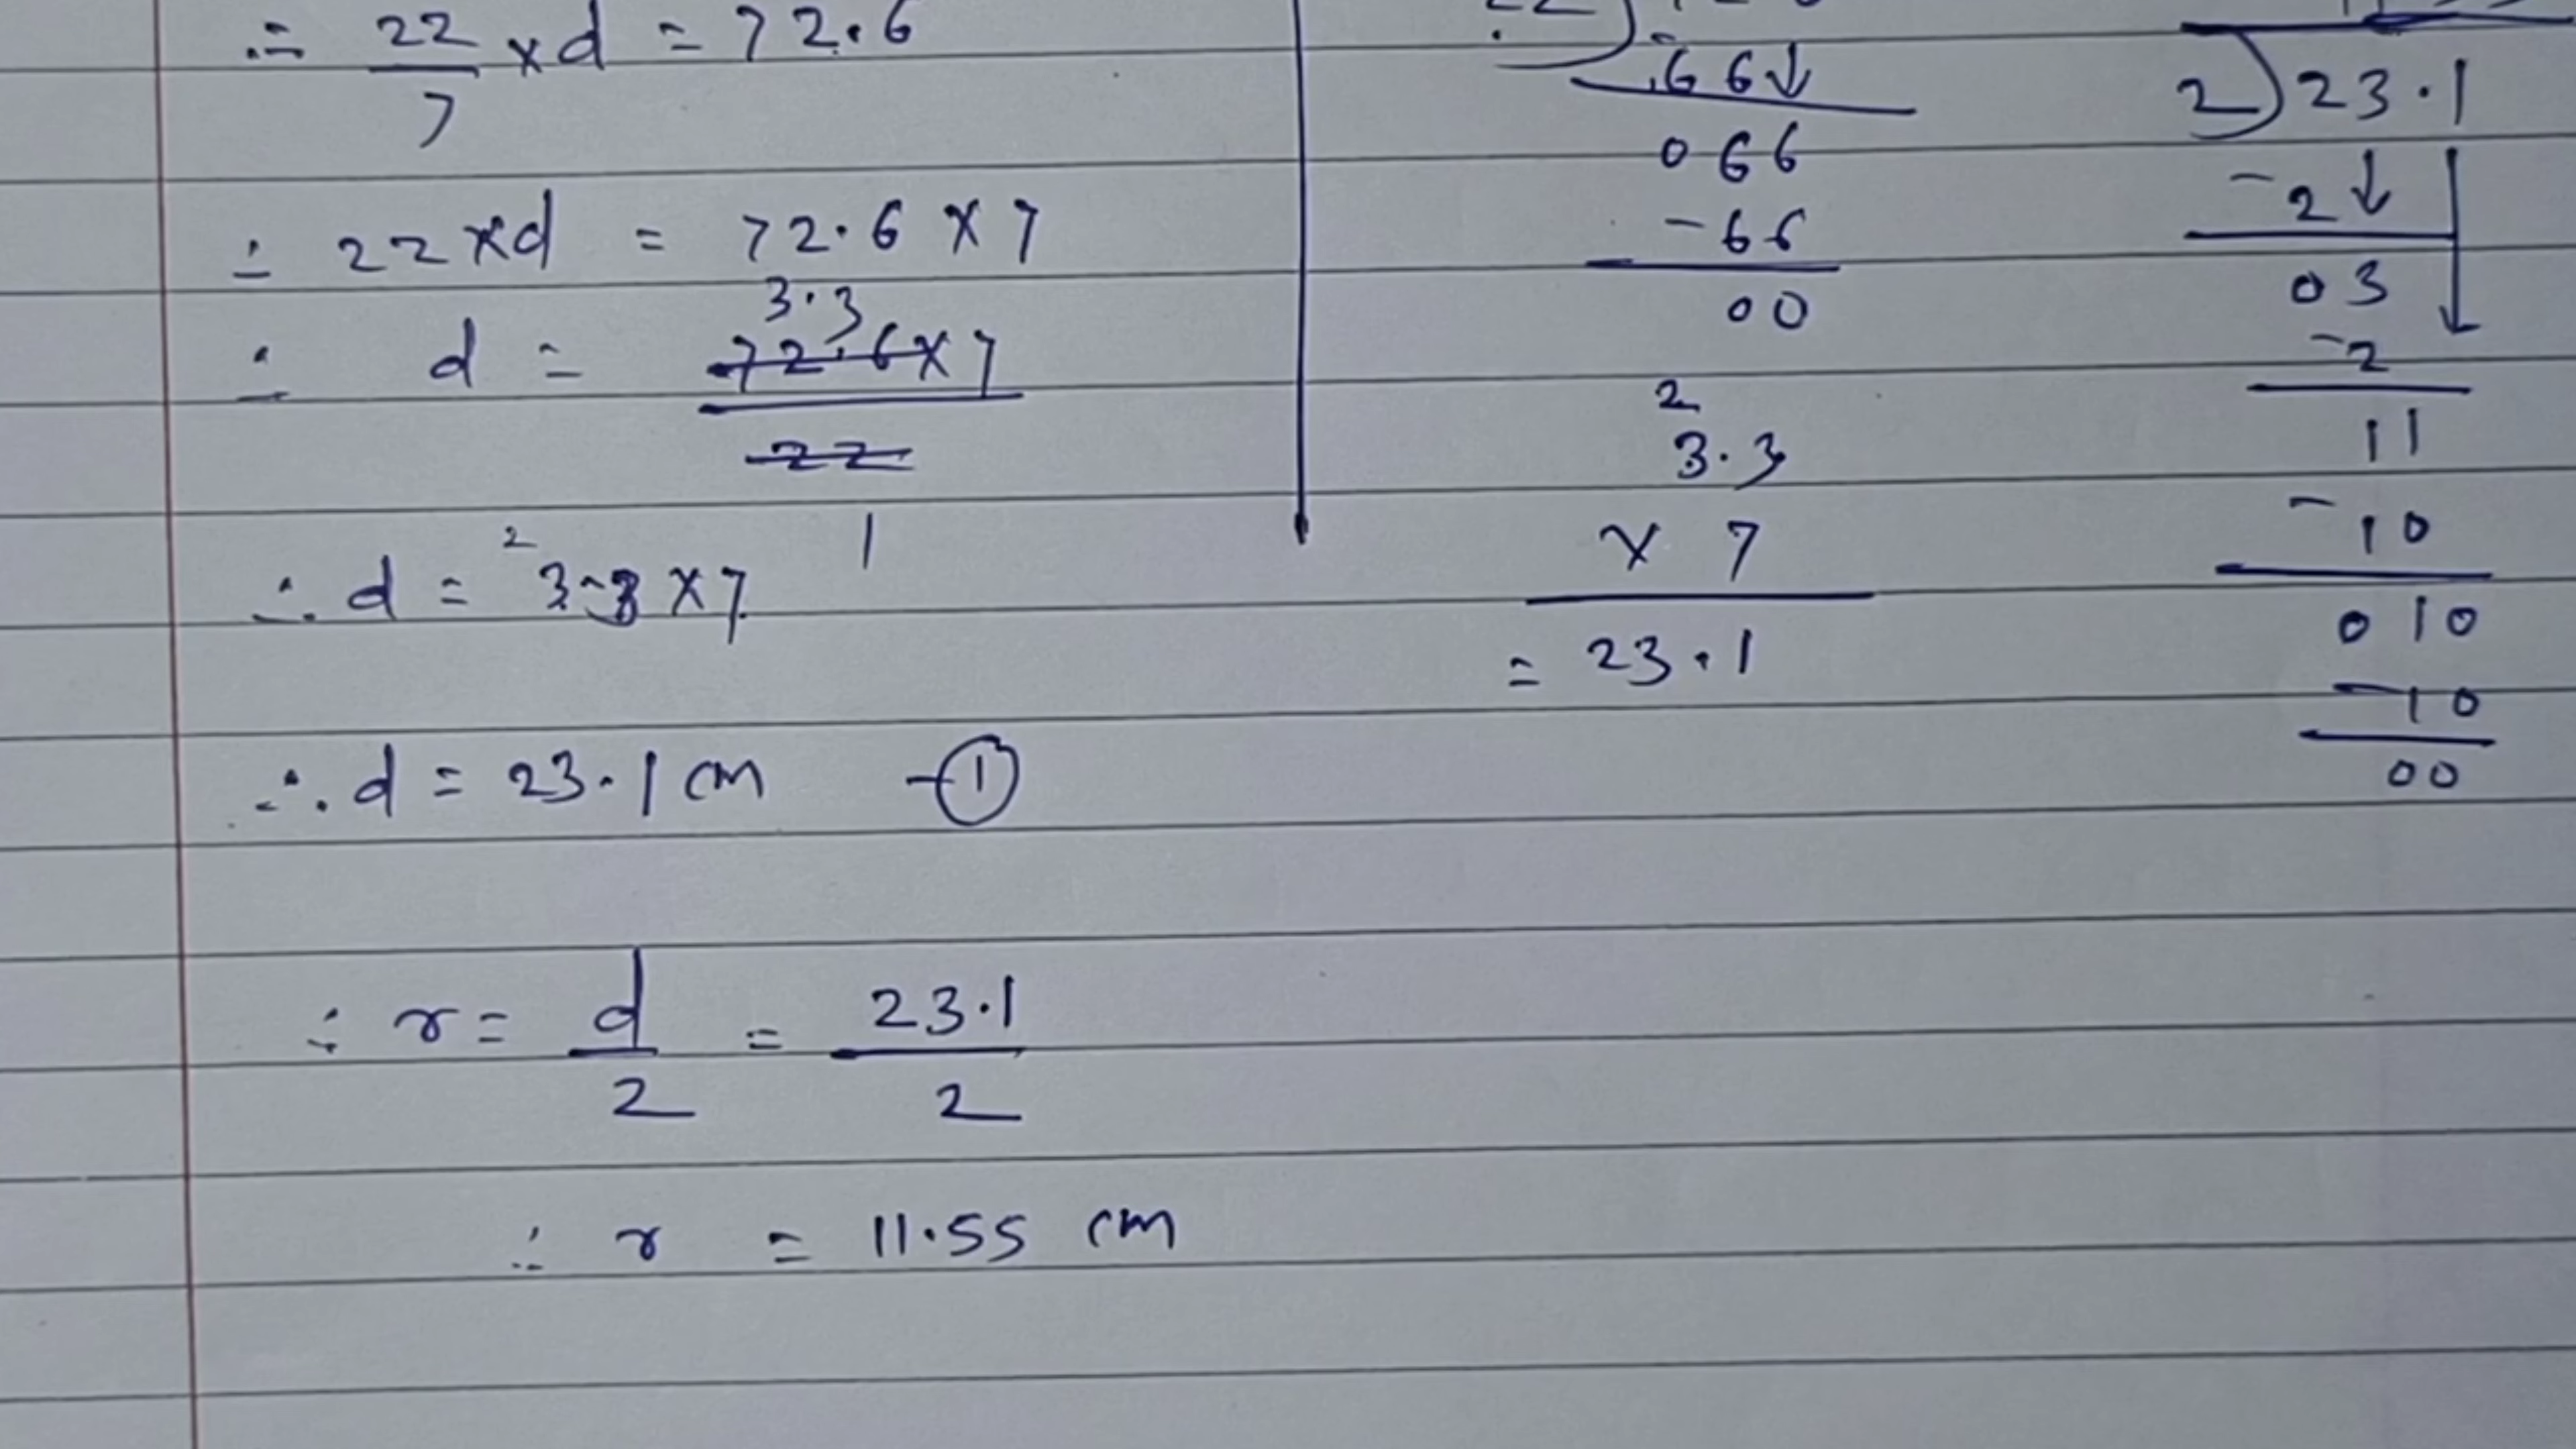 ∴ 22/7 × d = 72.6
∴ 22 × d = 72.6 × 7
3.3
∴ d = 72.6 × 7 / 22
1
2
∴ d = 3.3 × 7
∴ d = 23.1 cm —①
∴ r = d/2 = 23.1/2
∴ r = 11.55 cm
66↓
066
-66
00
2
3.3
× 7
= 23.1
2)23.1
-2↓
03
-2
11
-10
010
-10
00